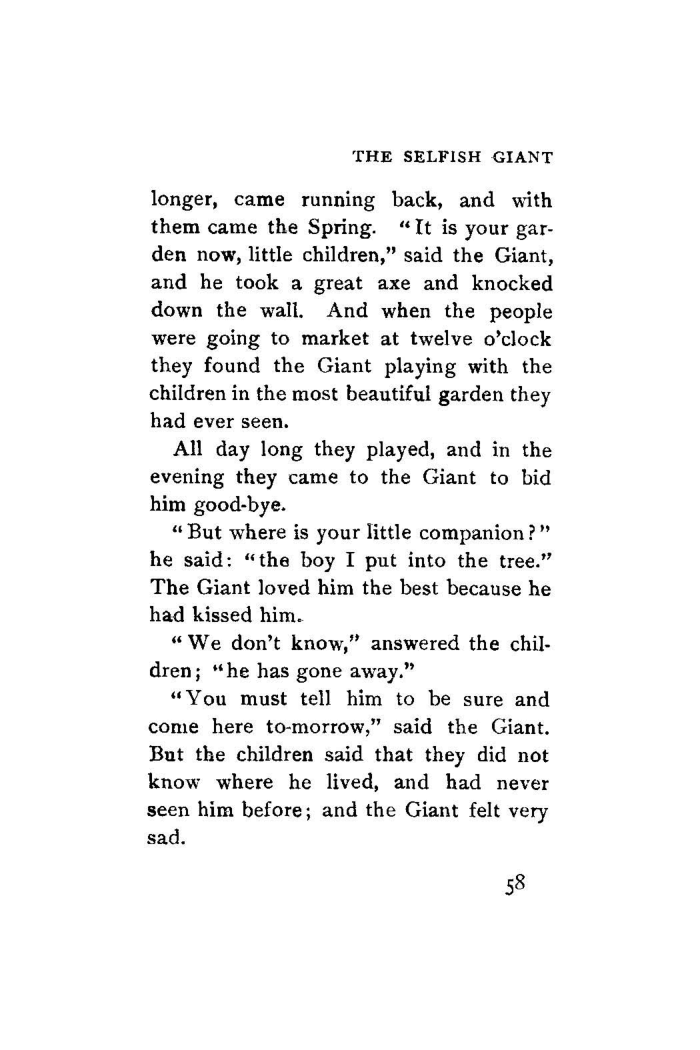 THE SELFISH GIANT
longer, came running back, and with
them came the Spring. “It is your gar-
den now, little children,” said the Giant,
and he took a great axe and knocked
down the wall. And when the people
were going to market at twelve o’clock
they found the Giant playing with the
children in the most beautiful garden they
had ever seen.
All day long they played, and in the
evening they came to the Giant to bid
him good-bye.
“But where is your little companion?”
he said: “the boy I put into the tree.”
The Giant loved him the best because he
had kissed him.
“We don’t know,” answered the chil-
dren; “he has gone away.”
“You must tell him to be sure and
come here to-morrow,” said the Giant.
But the children said that they did not
know where he lived, and had never
seen him before; and the Giant felt very
sad.
58